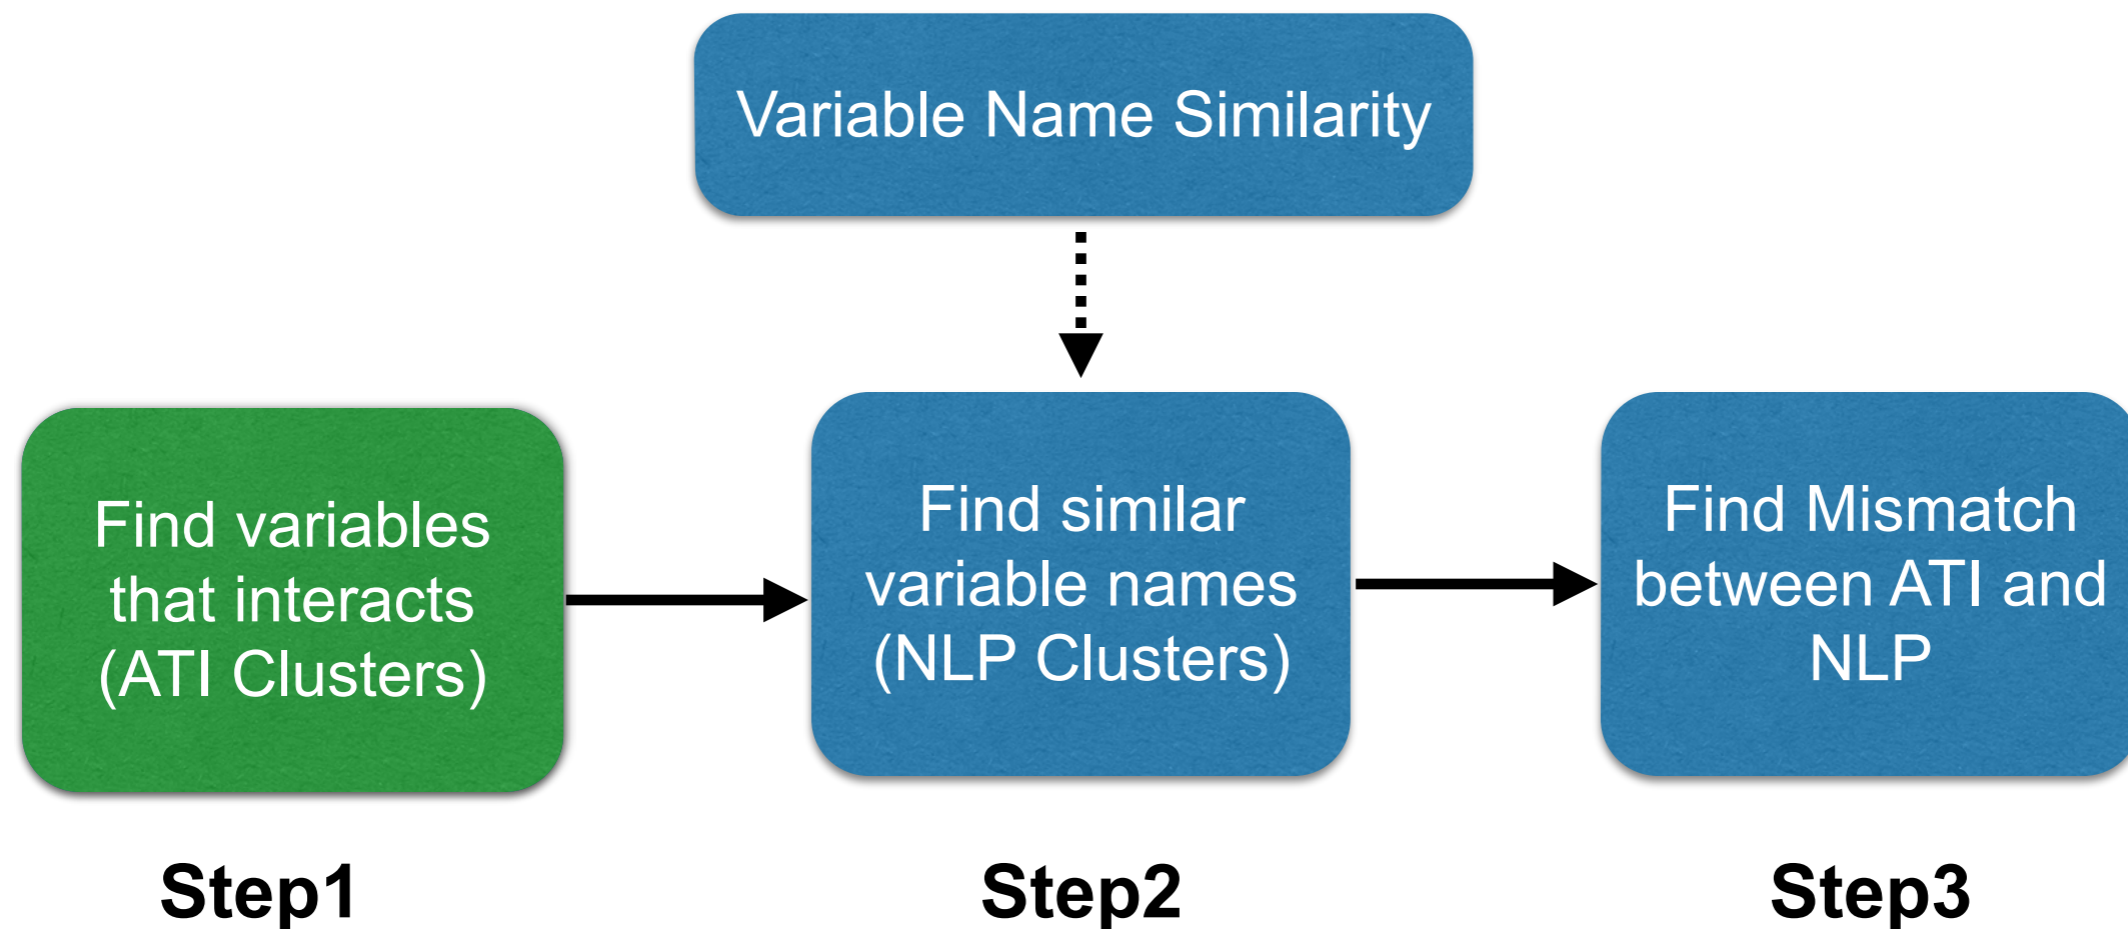 Variable Name Similarity
Find variables
that interacts
(ATI Clusters)
Find similar
variable names
(NLP Clusters)
Find Mismatch
between ATI and
NLP
Step1
Step2
Step3